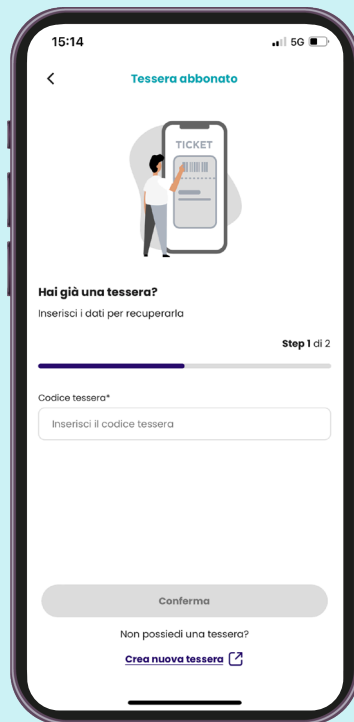 15:14
5G
Tessera abbonato
TICKET
Hai già una tessera?
Inserisci i dati per recuperarla
Step 1 di 2
Codice tessera*
Inserisci il codice tessera
Conferma
Non possiedi una tessera?
Crea nuova tessera